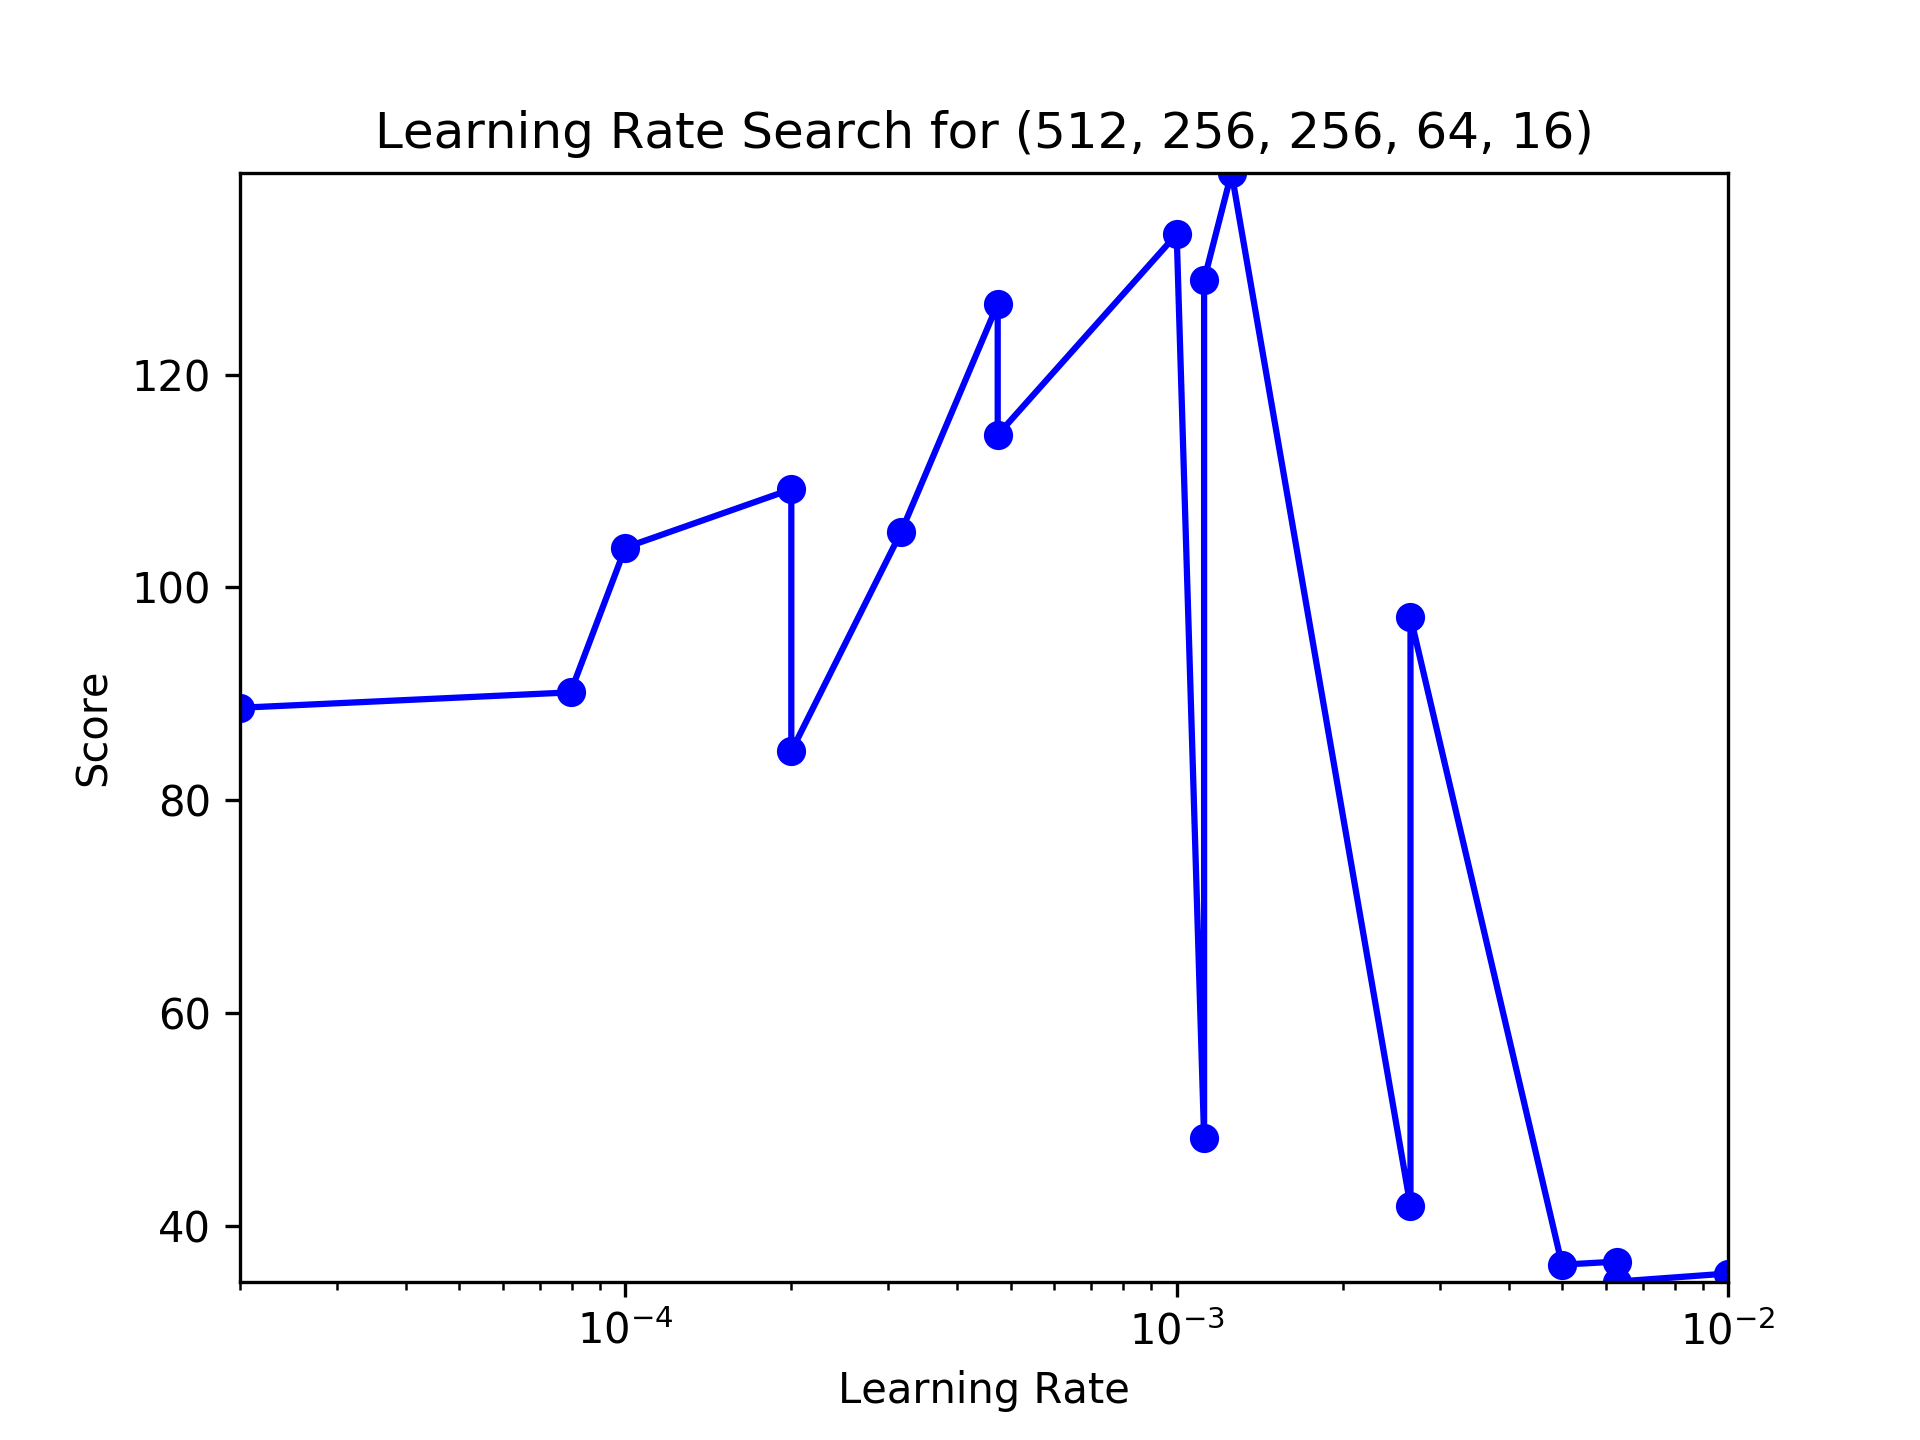 Learning Rate Search for (512, 256, 256, 64, 16)
120
100
80
60
40
Score
10⁻⁴ 10⁻³ 10⁻²
Learning Rate